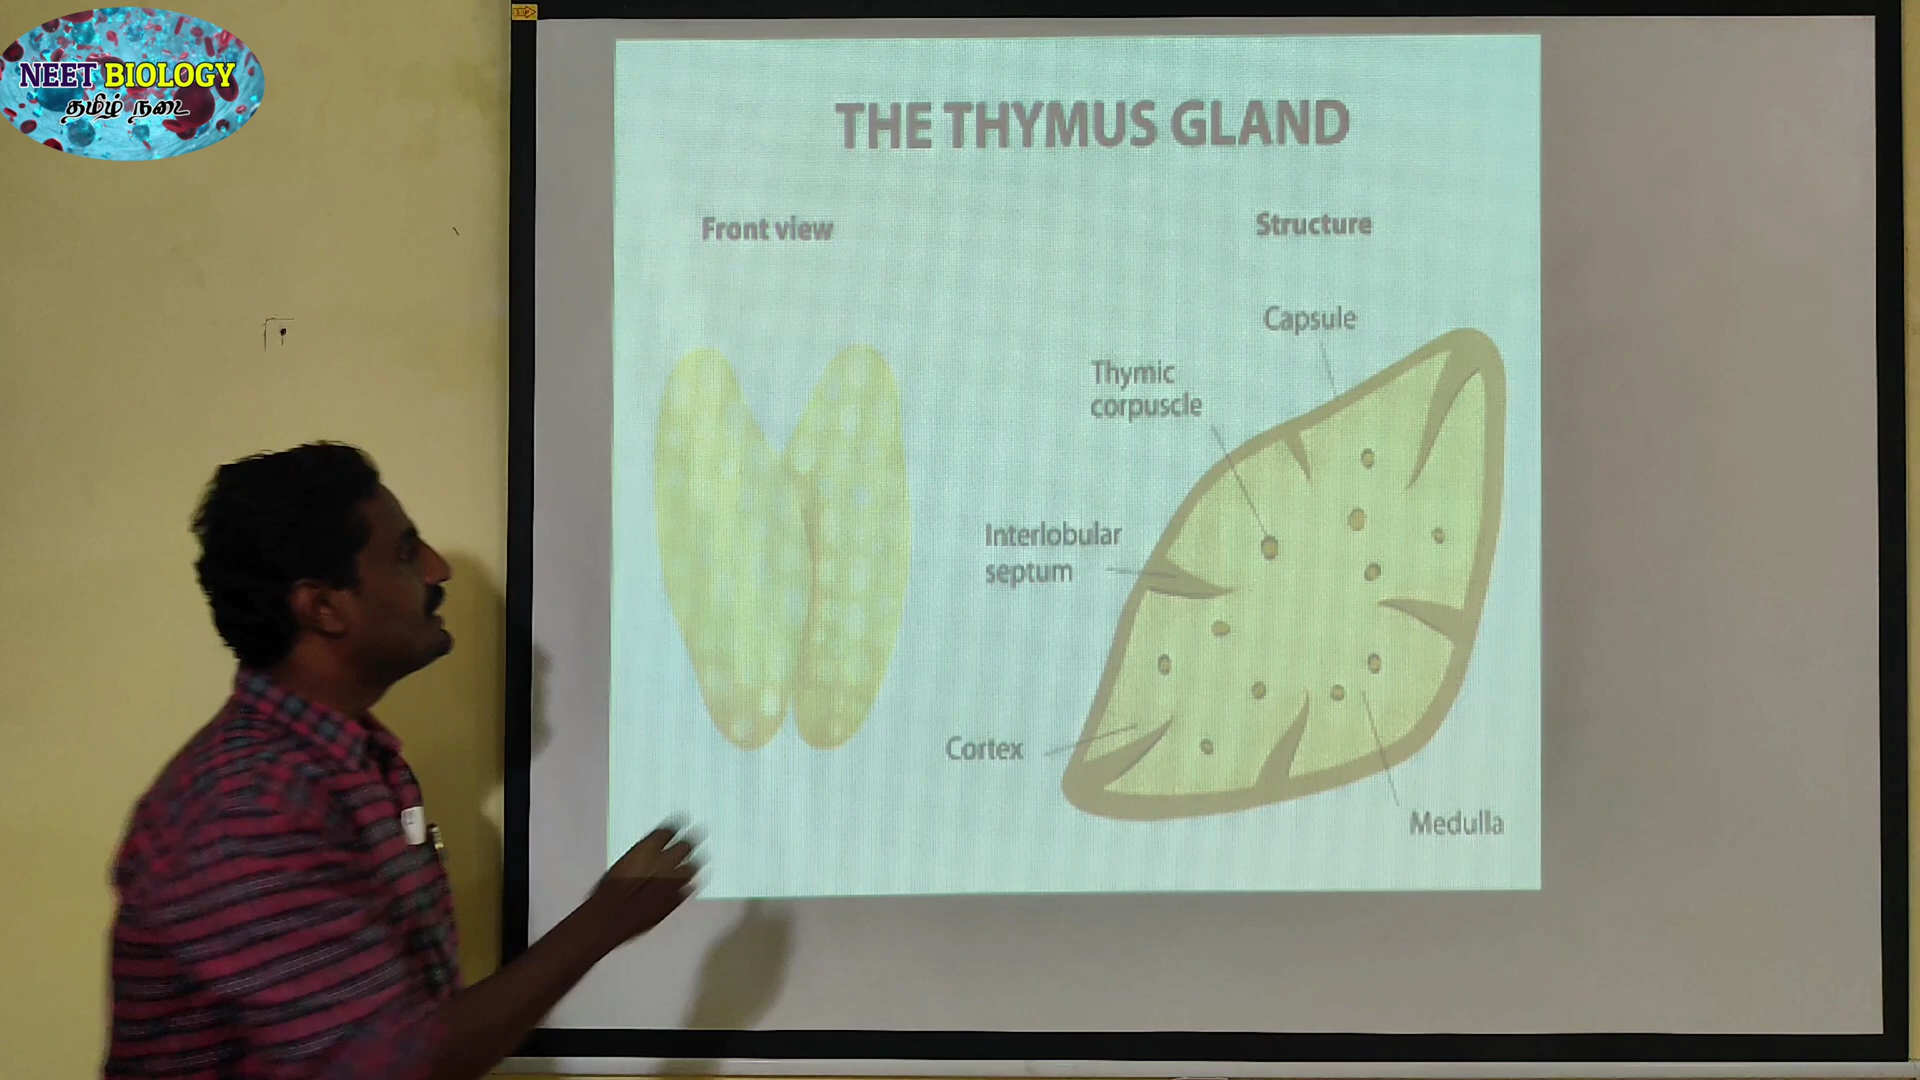 NEET BIOLOGY
தமிழ் நடை
THE THYMUS GLAND
Front view
Structure
Capsule
Thymic
corpuscle
Interlobular
septum
Cortex
Medulla